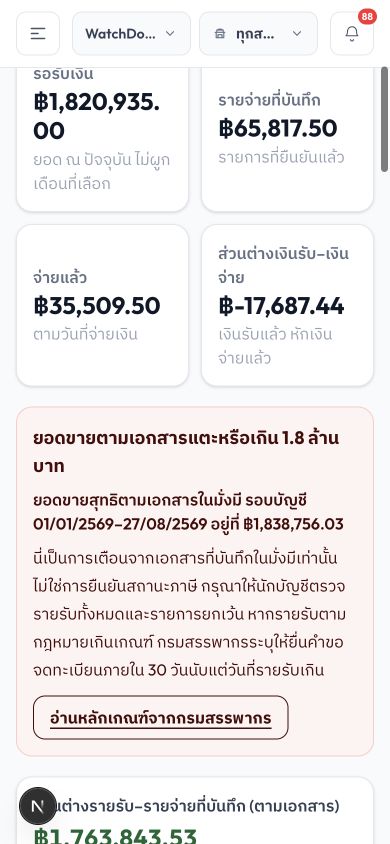 WatchDo...
ทุกส...
88
รอรับเงิน
฿1,820,935.
00
ยอด ณ ปัจจุบัน ไม่ผูก
เดือนที่เลือก
รายจ่ายที่บันทึก
฿65,817.50
รายการที่ยืนยันแล้ว
จ่ายแล้ว
฿35,509.50
ตามวันที่จ่ายเงิน
ส่วนต่างเงินรับ–เงิน
จ่าย
฿-17,687.44
เงินรับแล้ว หักเงิน
จ่ายแล้ว
ยอดขายตามเอกสารแตะหรือเกิน 1.8 ล้าน
บาท
ยอดขายสุทธิตามเอกสารในมั่งมี รอบบัญชี
01/01/2569–27/08/2569 อยู่ที่ ฿1,838,756.03
นี่เป็นการเตือนจากเอกสารที่บันทึกในมั่งมีเท่านั้น
ไม่ใช่การยืนยันสถานะภาษี กรุณาให้นักบัญชีตรวจ
รายรับทั้งหมดและรายการยกเว้น หากรายรับตาม
กฎหมายเกินเกณฑ์ กรมสรรพากรระบุให้ยื่นคำขอ
จดทะเบียนภายใน 30 วันนับแต่วันที่รายรับเกิน
อ่านหลักเกณฑ์จากกรมสรรพากร
N
นต่างรายรับ–รายจ่ายที่บันทึก (ตามเอกสาร)
฿1,763,843.53